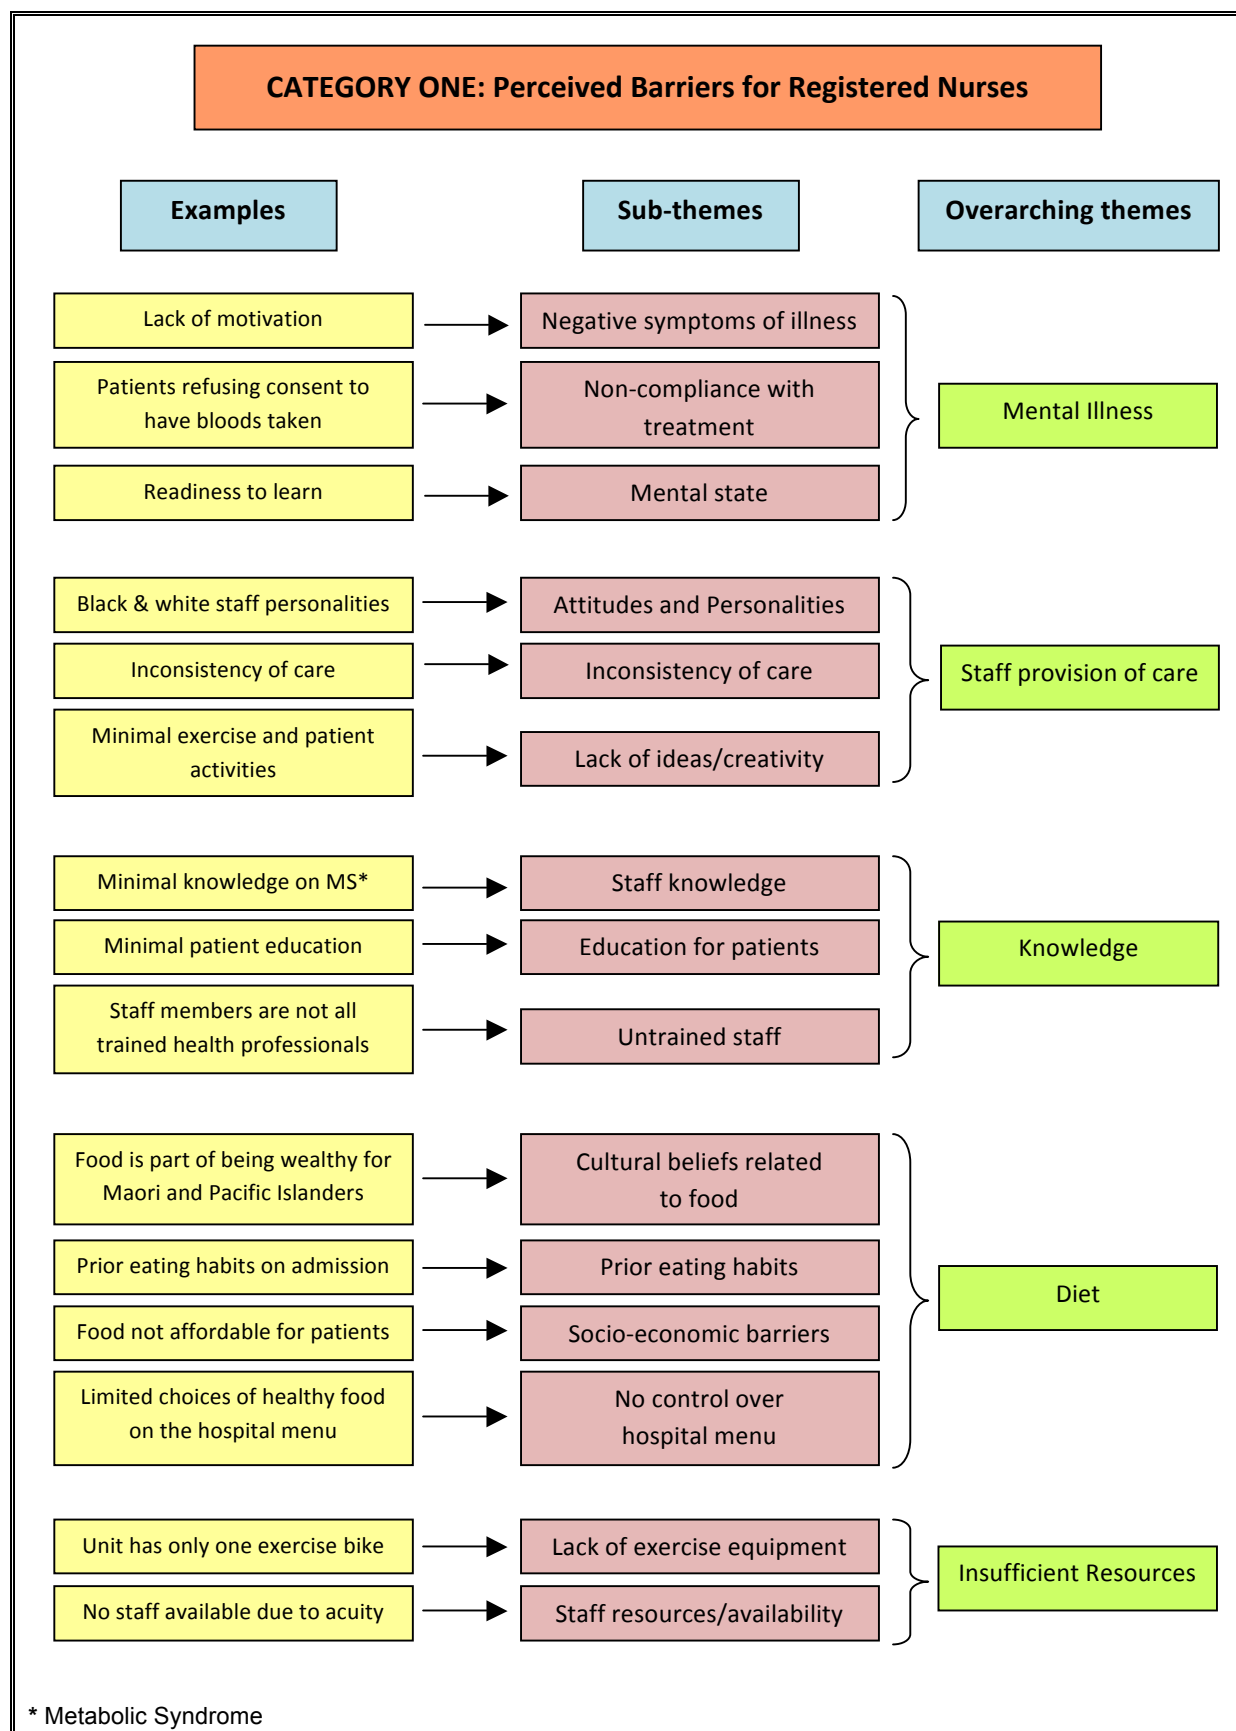 CATEGORY ONE: Perceived Barriers for Registered Nurses
Examples
Sub-themes
Overarching themes
Lack of motivation
Negative symptoms of illness
Patients refusing consent to
have bloods taken
Non-compliance with
treatment
Mental Illness
Readiness to learn
Mental state
Black & white staff personalities
Attitudes and Personalities
Inconsistency of care
Inconsistency of care
Staff provision of care
Minimal exercise and patient
activities
Lack of ideas/creativity
Minimal knowledge on MS*
Staff knowledge
Minimal patient education
Education for patients
Knowledge
Staff members are not all
trained health professionals
Untrained staff
Food is part of being wealthy for
Maori and Pacific Islanders
Cultural beliefs related
to food
Prior eating habits on admission
Prior eating habits
Diet
Food not affordable for patients
Socio-economic barriers
Limited choices of healthy food
on the hospital menu
No control over
hospital menu
Unit has only one exercise bike
Lack of exercise equipment
Insufficient Resources
No staff available due to acuity
Staff resources/availability
* Metabolic Syndrome